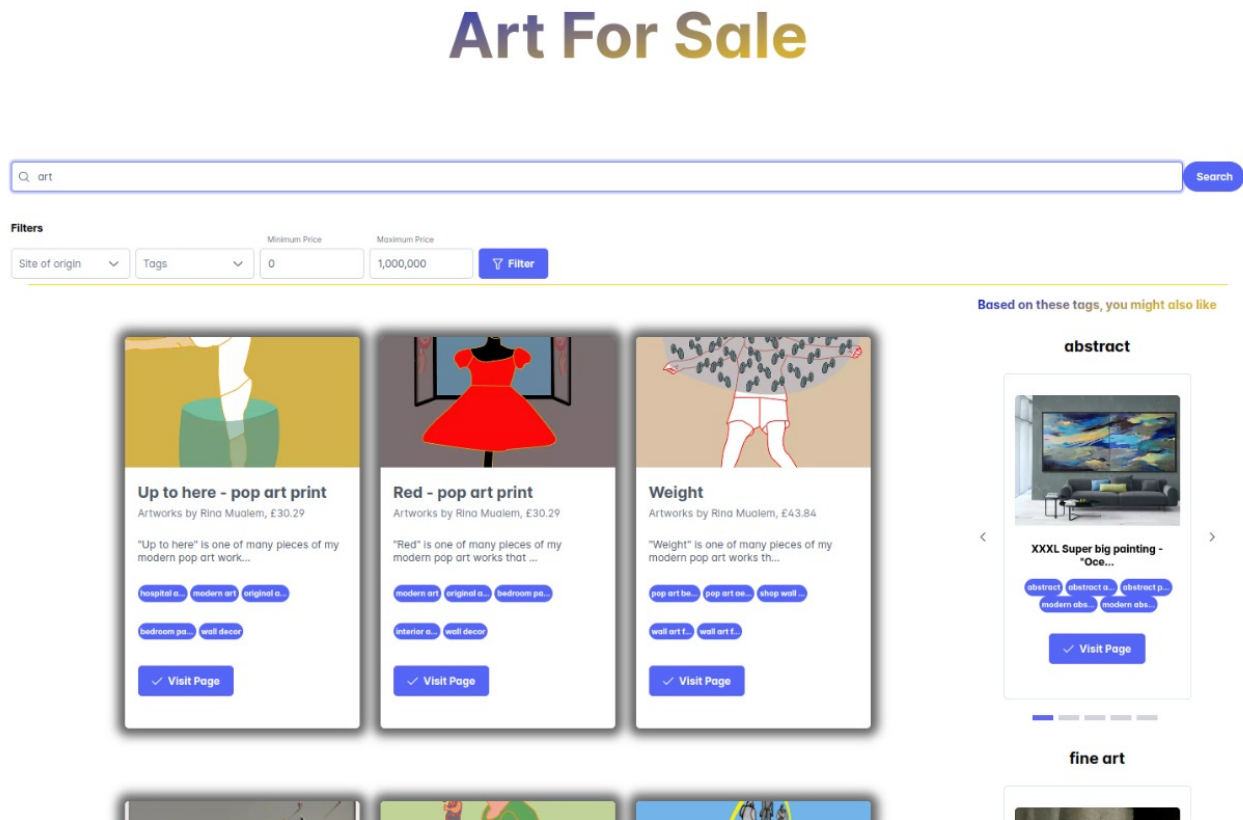 Art For Sale
art
Search
Filters
Site of origin
Tags
Minimum Price
0
Maximum Price
1,000,000
Filter
Based on these tags, you might also like
Up to here - pop art print
Artworks by Rina Mualem, £30.29
"Up to here" is one of many pieces of my
modern pop art work...
hospital a... modern art original a...
bedroom pa... wall decor
Visit Page
Red - pop art print
Artworks by Rina Mualem, £30.29
"Red" is one of many pieces of my
modern pop art works that ...
modern art original a... bedroom pa...
interior a... wall decor
Visit Page
Weight
Artworks by Rina Mualem, £43.84
"Weight" is one of many pieces of my
modern pop art works th...
pop art be... pop art ae... shop wall ...
wall art f... wall art f...
Visit Page
abstract
XXXL Super big painting -
"Oce...
abstract abstract a... abstract p...
modern abs... modern abs...
Visit Page
fine art